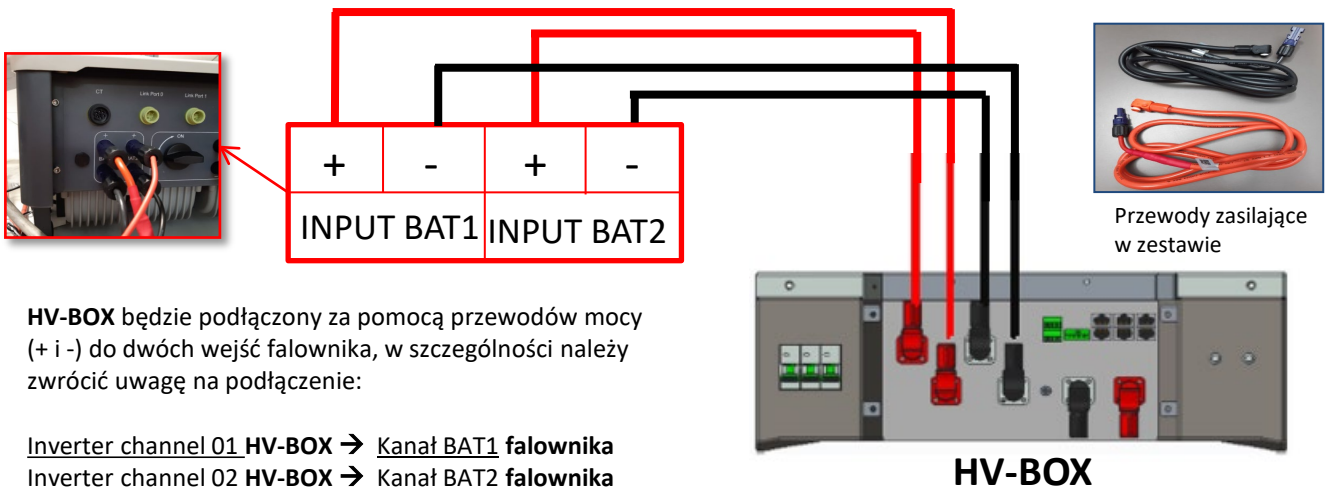 CT
Link Port 2
Link Port 1
ON
+ - + -
INPUT BAT1 INPUT BAT2
Przewody zasilające
w zestawie
HV-BOX będzie podłączony za pomocą przewodów mocy
(+ i -) do dwóch wejść falownika, w szczególności należy
zwrócić uwagę na podłączenie:
Inverter channel 01 HV-BOX → Kanał BAT1 falownika
Inverter channel 02 HV-BOX → Kanał BAT2 falownika
HV-BOX